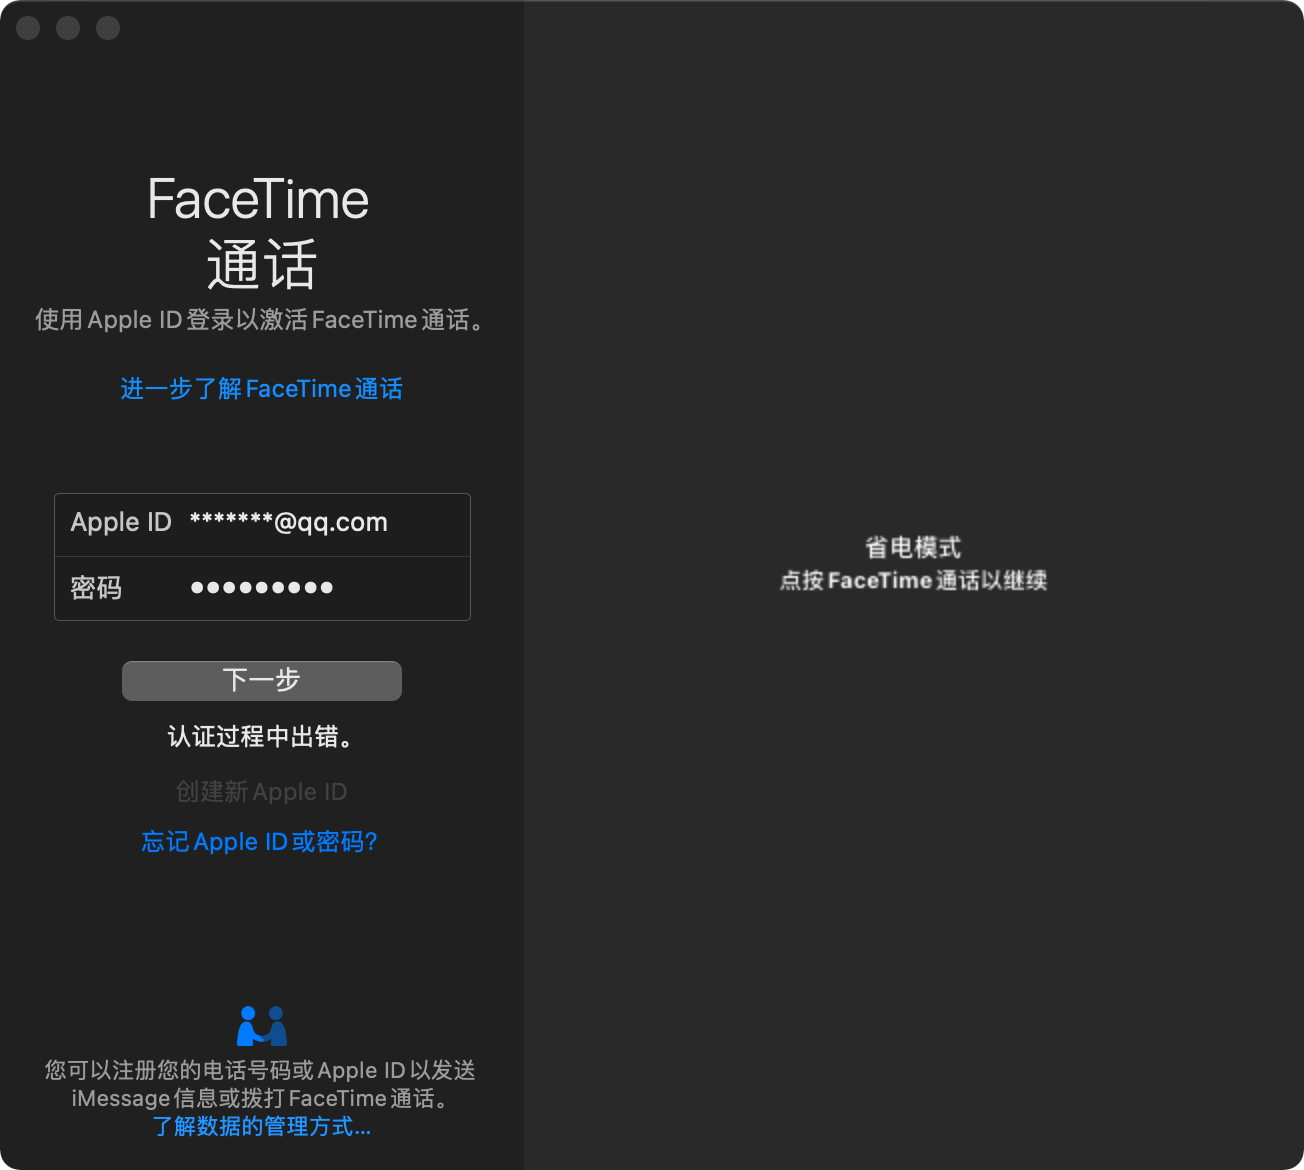 FaceTime
通话
使用 Apple ID 登录以激活 FaceTime 通话。
进一步了解 FaceTime 通话
Apple ID *******@qq.com
密码 ●●●●●●●●●
下一步
认证过程中出错。
创建新 Apple ID
忘记 Apple ID 或密码?
您可以注册您的电话号码或 Apple ID 以发送
iMessage 信息或拨打 FaceTime 通话。
了解数据的管理方式...
省电模式
点按 FaceTime 通话以继续